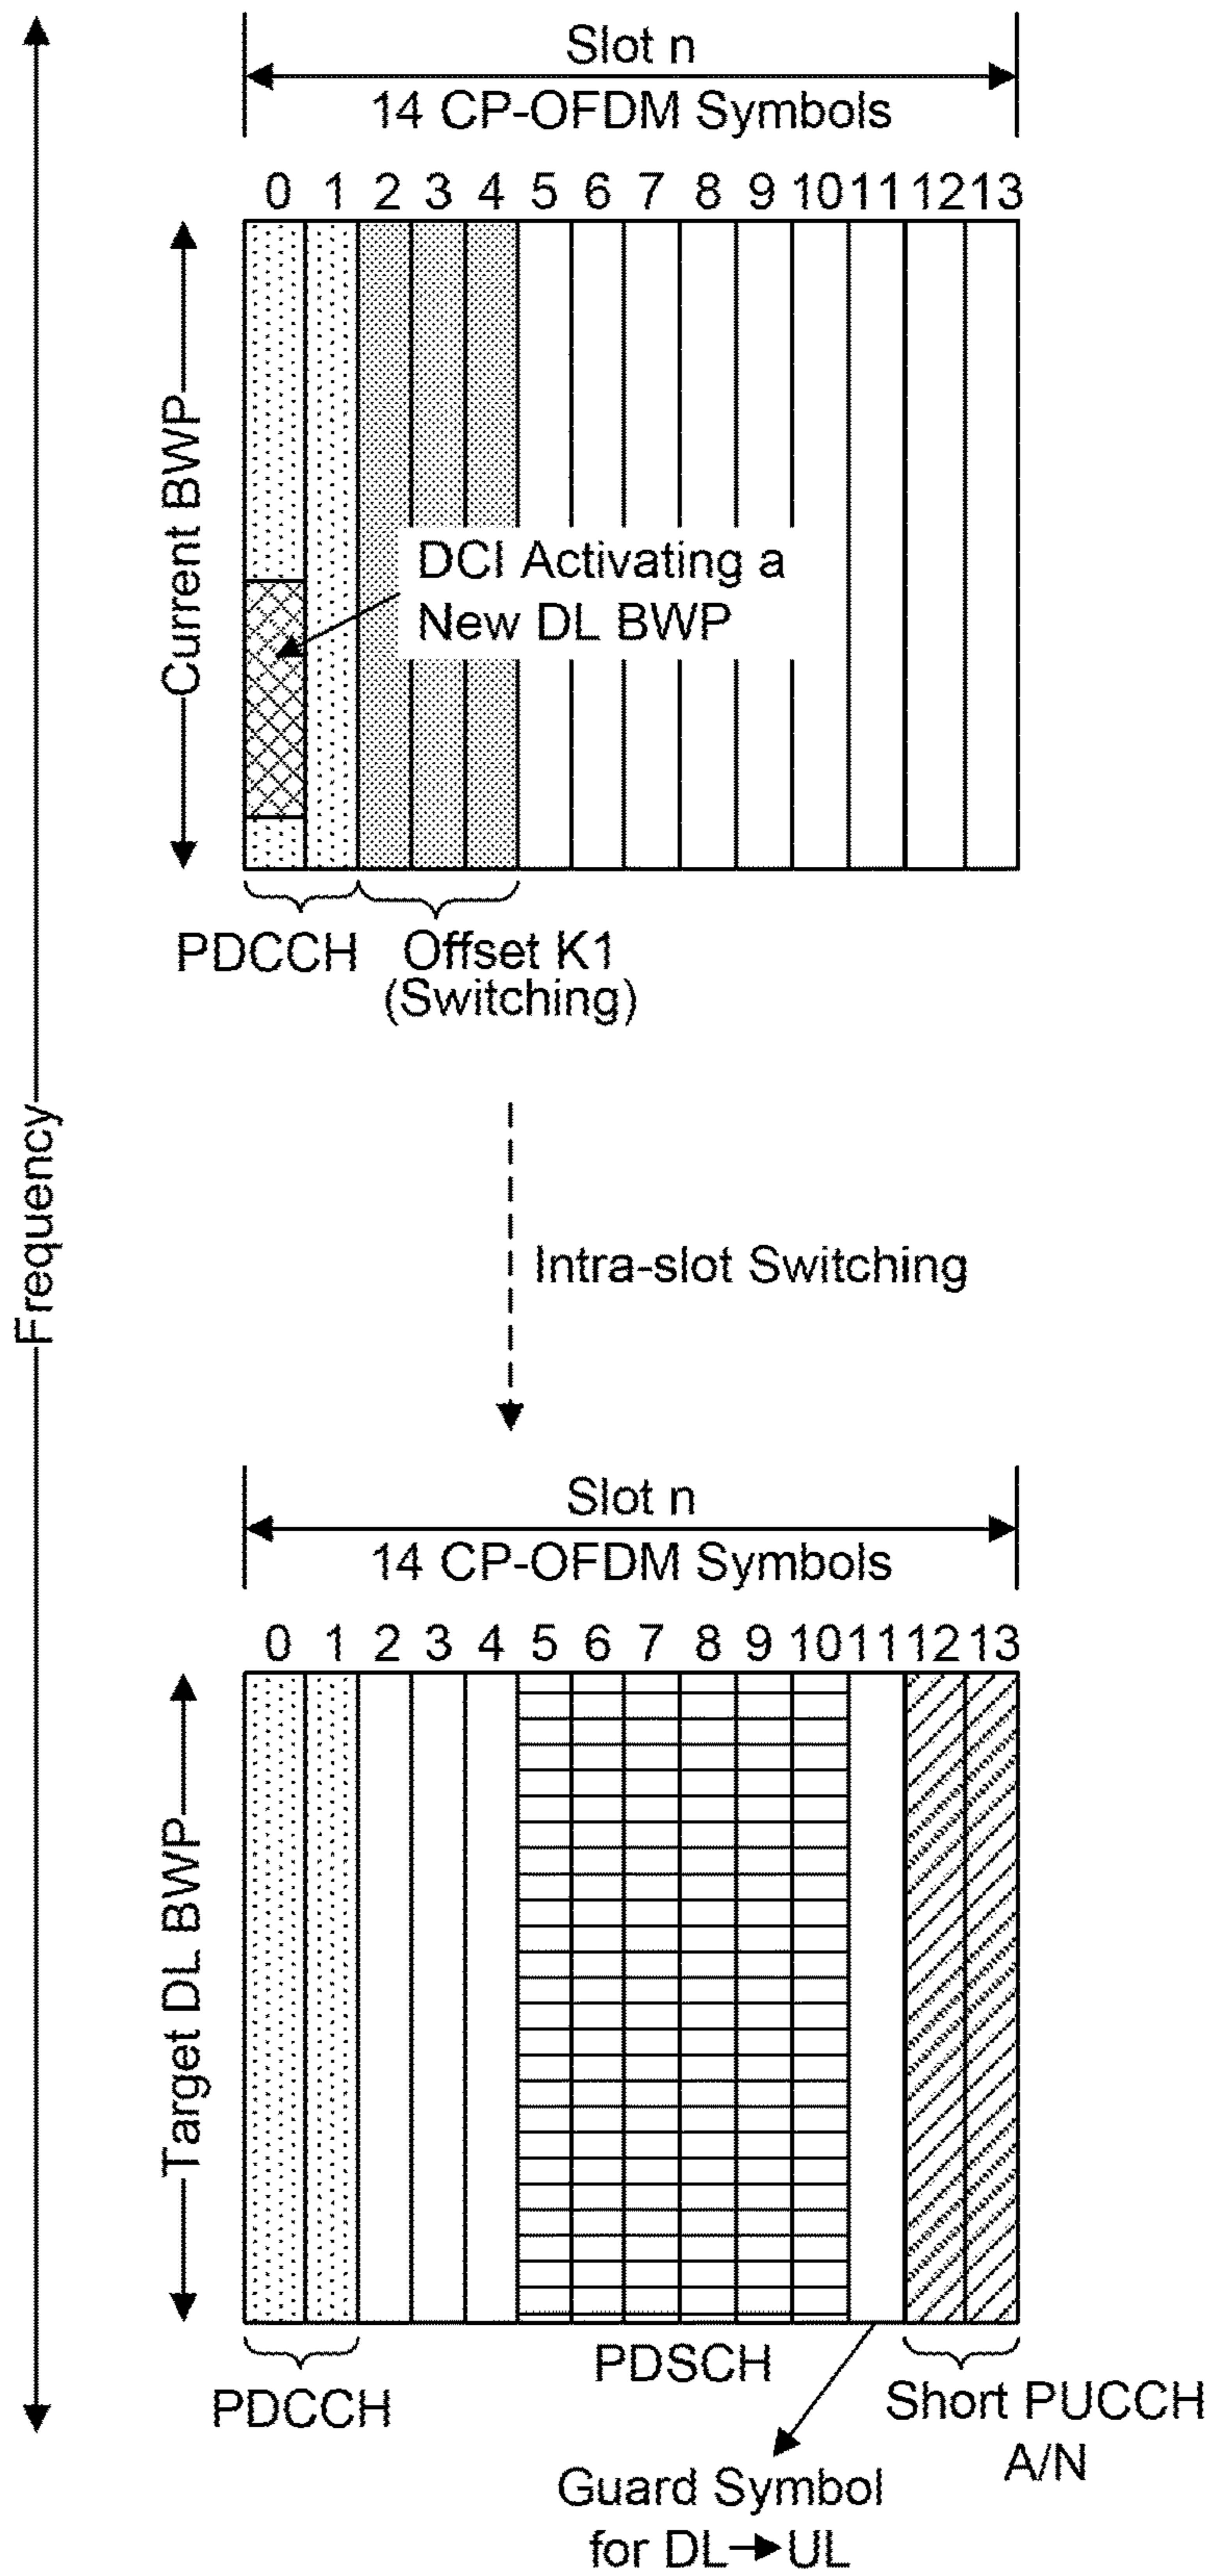 Slot n
14 CP-OFDM Symbols
0 1 2 3 4 5 6 7 8 9 10 11 12 13
Current BWP
DCI Activating a
New DL BWP
PDCCH
Offset K1
(Switching)
Frequency
Intra-slot Switching
Slot n
14 CP-OFDM Symbols
0 1 2 3 4 5 6 7 8 9 10 11 12 13
Target DL BWP
PDCCH
PDSCH
Short PUCCH
A/N
Guard Symbol
for DL→UL